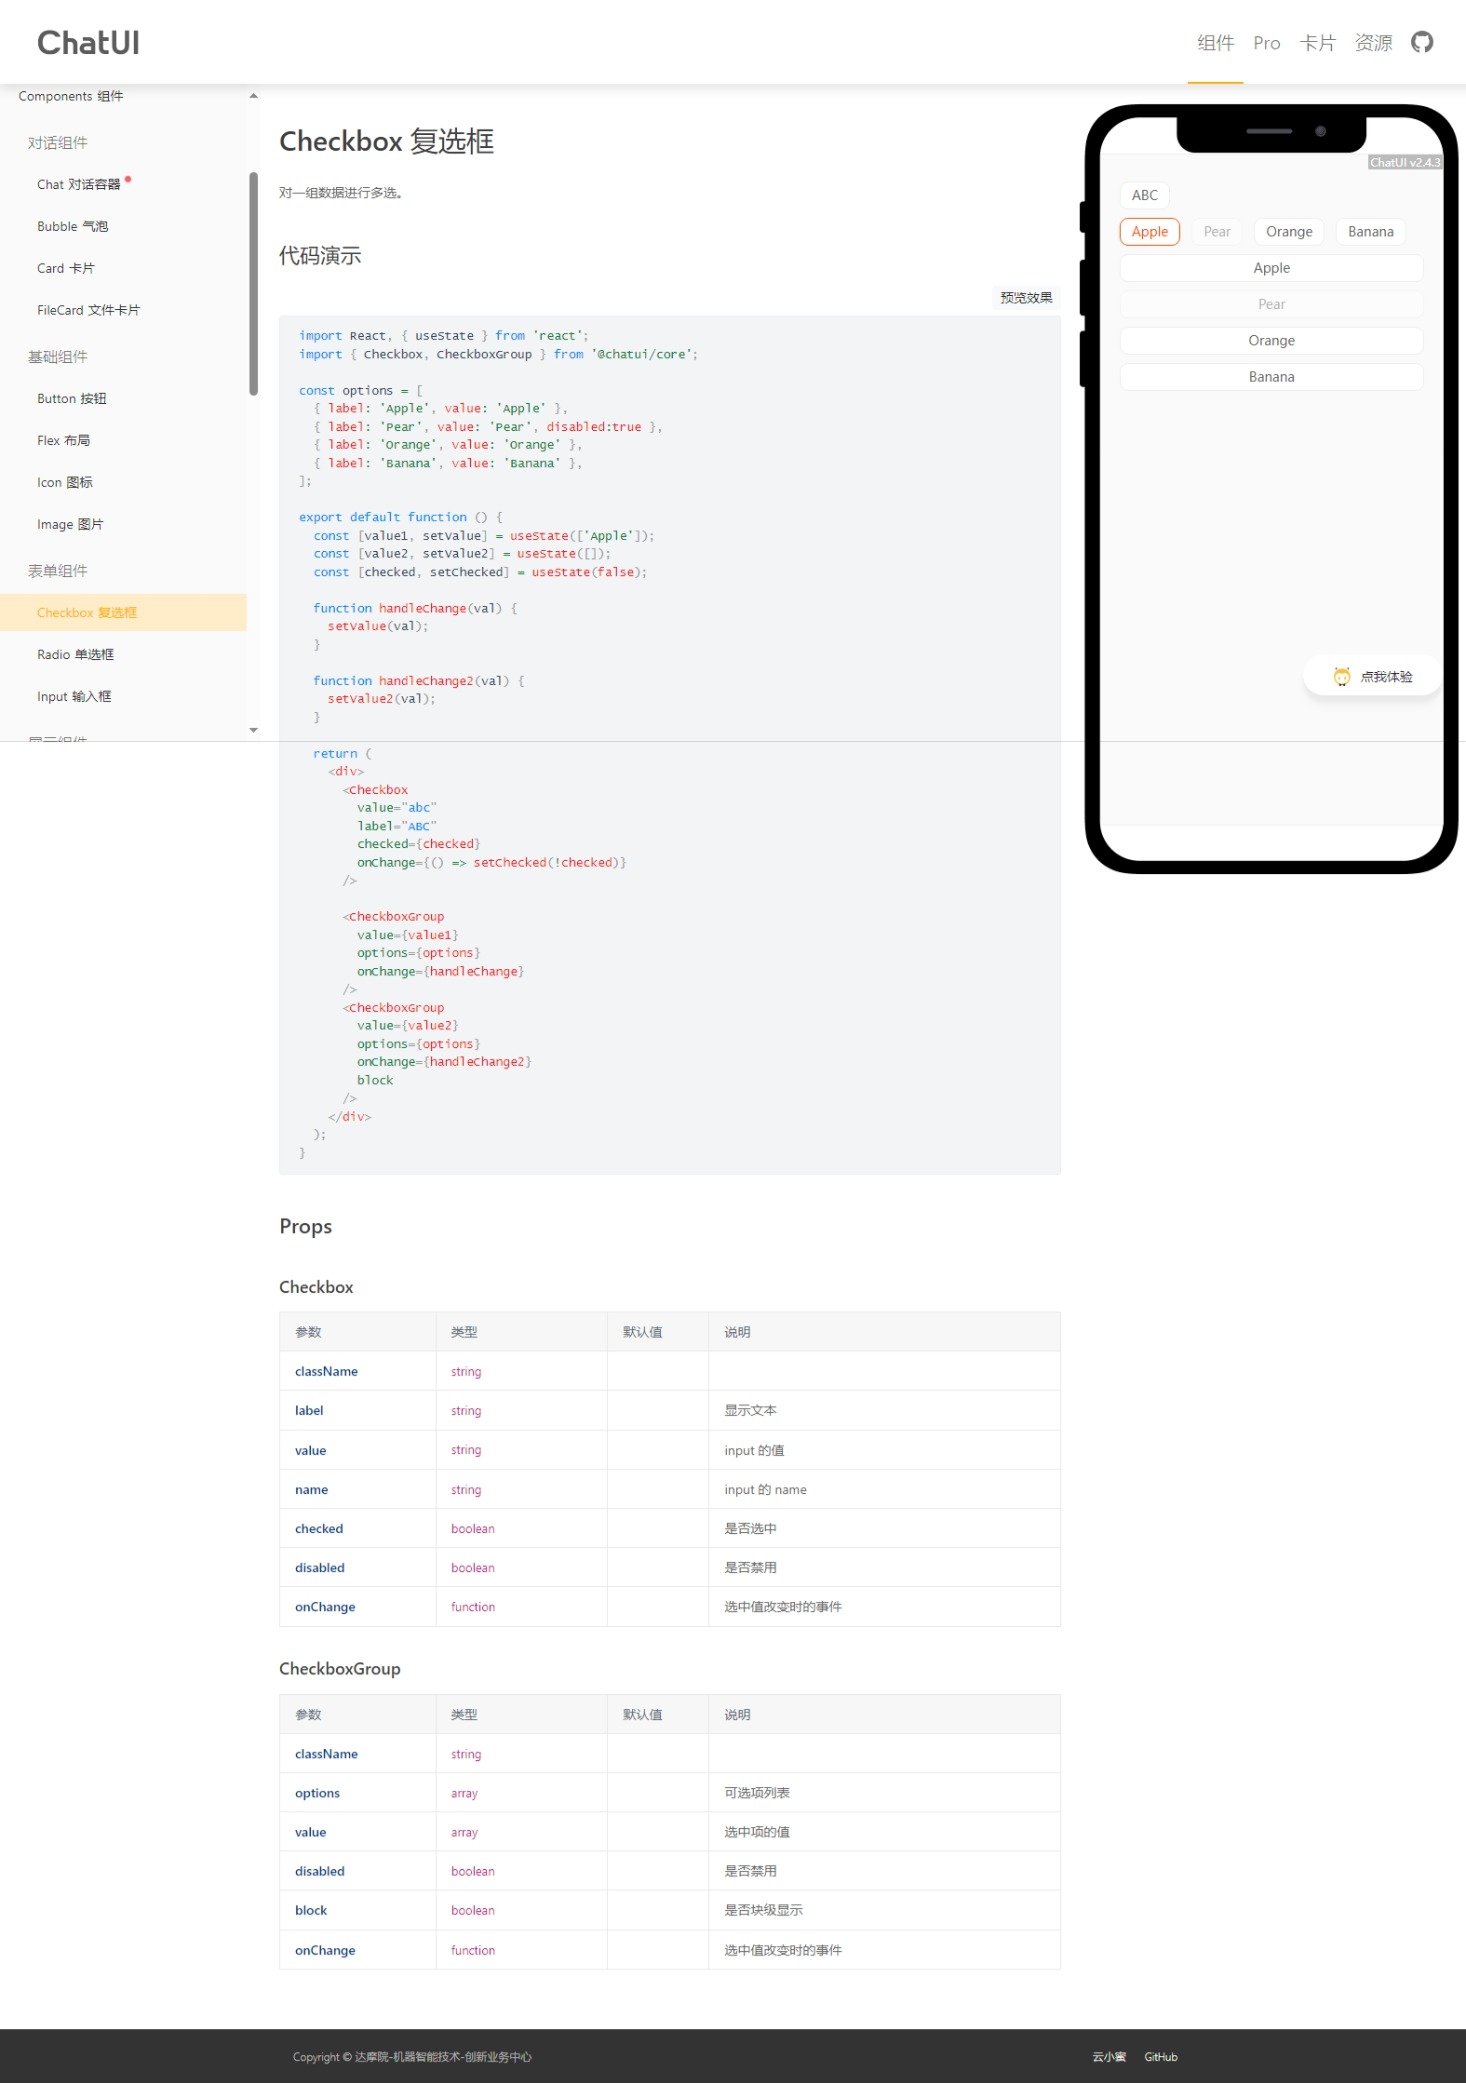 ChatUI
组件 Pro 卡片 资源
Components 组件
对话组件
Chat 对话容器
Bubble 气泡
Card 卡片
FileCard 文件卡片
基础组件
Button 按钮
Flex 布局
Icon 图标
Image 图片
表单组件
Checkbox 复选框
Radio 单选框
Input 输入框
Checkbox 复选框
对一组数据进行多选。
代码演示
预览效果
import React, { useState } from 'react';
import { Checkbox, CheckboxGroup } from '@chatui/core';
const options = [
{ label: 'Apple', value: 'Apple' },
{ label: 'Pear', value: 'Pear', disabled:true },
{ label: 'Orange', value: 'Orange' },
{ label: 'Banana', value: 'Banana' },
];
export default function () {
const [value1, setValue] = useState(['Apple']);
const [value2, setValue2] = useState([]);
const [checked, setChecked] = useState(false);
function handleChange(val) {
setValue(val);
}
function handleChange2(val) {
setValue2(val);
}
return (
<div>
<Checkbox
value="abc"
label="ABC"
checked={checked}
onChange={() => setChecked(!checked)}
/>
<CheckboxGroup
value={value1}
options={options}
onChange={handleChange}
/>
<CheckboxGroup
value={value2}
options={options}
onChange={handleChange2}
block
/>
</div>
);
}
ChatUI v2.4.3
ABC
Apple Pear Orange Banana
Apple
Pear
Orange
Banana
点我体验
Props
Checkbox
参数 类型 默认值 说明
className string
label string 显示文本
value string input 的值
name string input 的 name
checked boolean 是否选中
disabled boolean 是否禁用
onChange function 选中值改变时的事件
CheckboxGroup
参数 类型 默认值 说明
className string
options array 可选项列表
value array 选中项的值
disabled boolean 是否禁用
block boolean 是否块级显示
onChange function 选中值改变时的事件
Copyright © 达摩院-机器智能技术-创新业务中心
云小蜜 GitHub